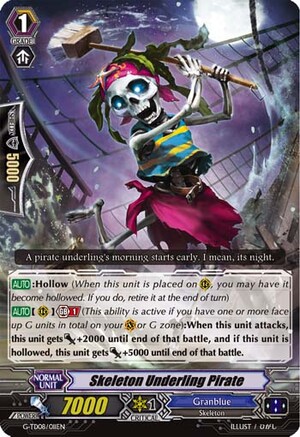 1
GRADE
5000
A pirate underling's morning starts early. I mean, its night.
AUTO:Hollow (When this unit is placed on R, you may have it
become hollowed. If you do, retire it at the end of turn)
AUTO[R][GB 1](This ability is active if you have one or more face
up G units in total on your V or G zone):When this unit attacks,
this unit gets +2000 until end of that battle, and if this unit is
hollowed, this unit gets +5000 until end of that battle.
NORMAL
UNIT
Skeleton Underling Pirate
POWER
7000
1
CRITICAL
Granblue
Skeleton
G-TD08/011EN
ILLUST